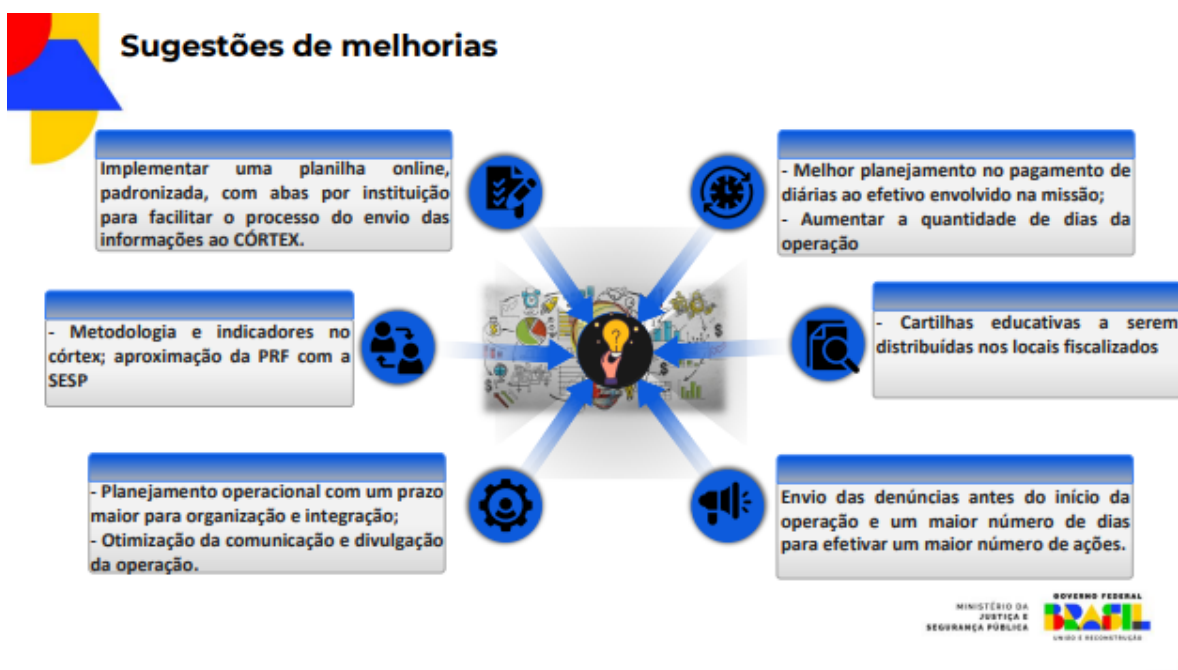 Sugestões de melhorias
Implementar uma planilha online,
padronizada, com abas por instituição
para facilitar o processo do envio das
informações ao CÓRTEX.
- Melhor planejamento no pagamento de
diárias ao efetivo envolvido na missão;
- Aumentar a quantidade de dias da
operação
- Metodologia e indicadores no
córtex; aproximação da PRF com a
SESP
- Cartilhas educativas a serem
distribuídas nos locais fiscalizados
- Planejamento operacional com um prazo
maior para organização e integração;
- Otimização da comunicação e divulgação
da operação.
Envio das denúncias antes do início da
operação e um maior número de dias
para efetivar um maior número de ações.
MINISTÉRIO DA
JUSTIÇA E
SEGURANÇA PÚBLICA
GOVERNO FEDERAL
BRASIL
UNIÃO E RECONSTRUÇÃO